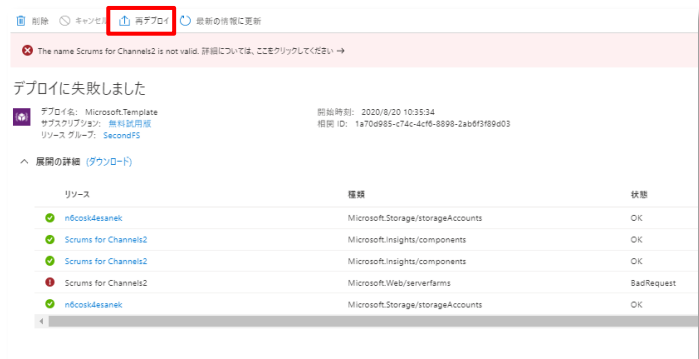 削除 キャンセル 再デプロイ 最新の情報に更新
The name Scrums for Channels2 is not valid. 詳細については、ここをクリックしてください →
デプロイに失敗しました
デプロイ名: Microsoft.Template 開始時刻: 2020/8/20 10:35:34
サブスクリプション: 無料試用版 相関 ID: 1a70d985-c74c-4cf6-8898-2ab6f3f89d03
リソース グループ: SecondFS
展開の詳細 (ダウンロード)
リソース 種類 状態
n6cosk4esanek Microsoft.Storage/storageAccounts OK
Scrums for Channels2 Microsoft.Insights/components OK
Scrums for Channels2 Microsoft.Insights/components OK
Scrums for Channels2 Microsoft.Web/serverfarms BadRequest
n6cosk4esanek Microsoft.Storage/storageAccounts OK